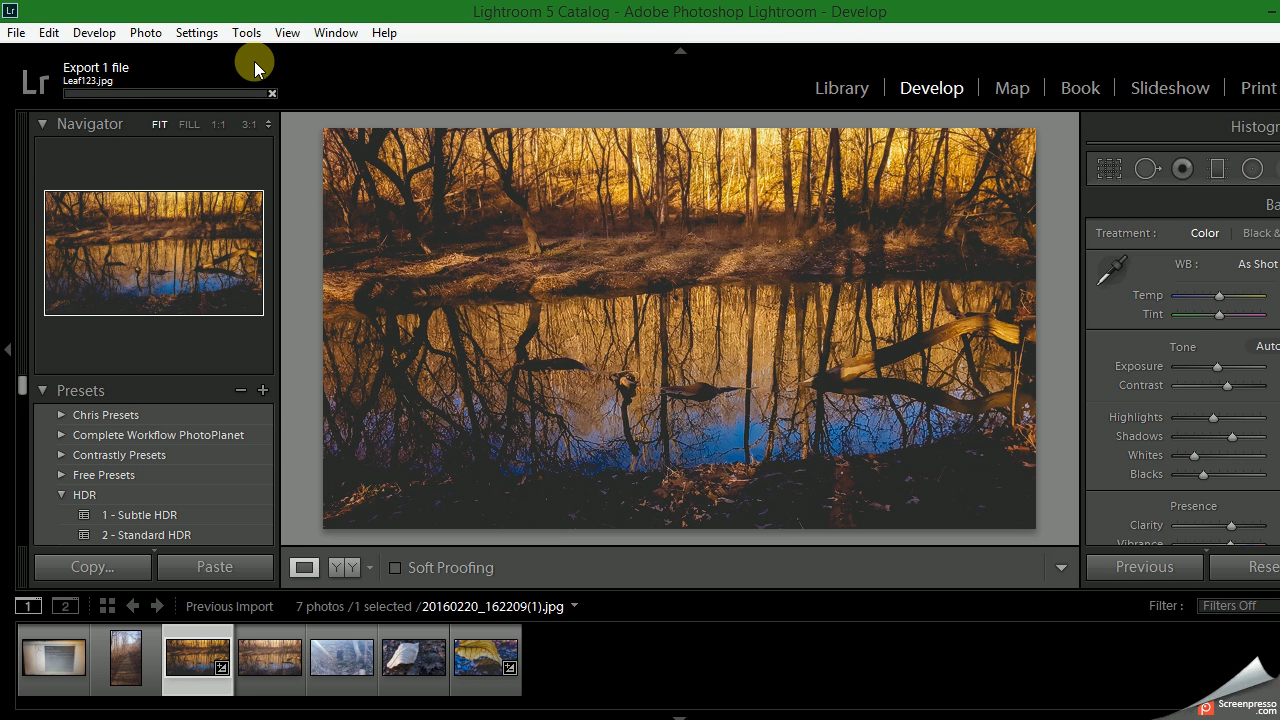 Lr
Lightroom 5 Catalog - Adobe Photoshop Lightroom - Develop
File Edit Develop Photo Settings Tools View Window Help
Lr
Export 1 file
Leaf123.jpg
Library Develop Map Book Slideshow Print
Navigator FIT FILL 1:1 3:1
Histogr
Ba
Treatment : Color Black &
WB : As Shot
Temp
Tint
Tone Auto
Exposure
Contrast
Highlights
Shadows
Whites
Blacks
Presence
Clarity
Vibrance
Presets
Chris Presets
Complete Workflow PhotoPlanet
Contrastly Presets
Free Presets
HDR
1 - Subtle HDR
2 - Standard HDR
Copy... Paste
YY
Soft Proofing
Previous Rese
1 2 Previous Import 7 photos /1 selected /20160220_162209(1).jpg
Filter : Filters Off
Screenpresso
.com